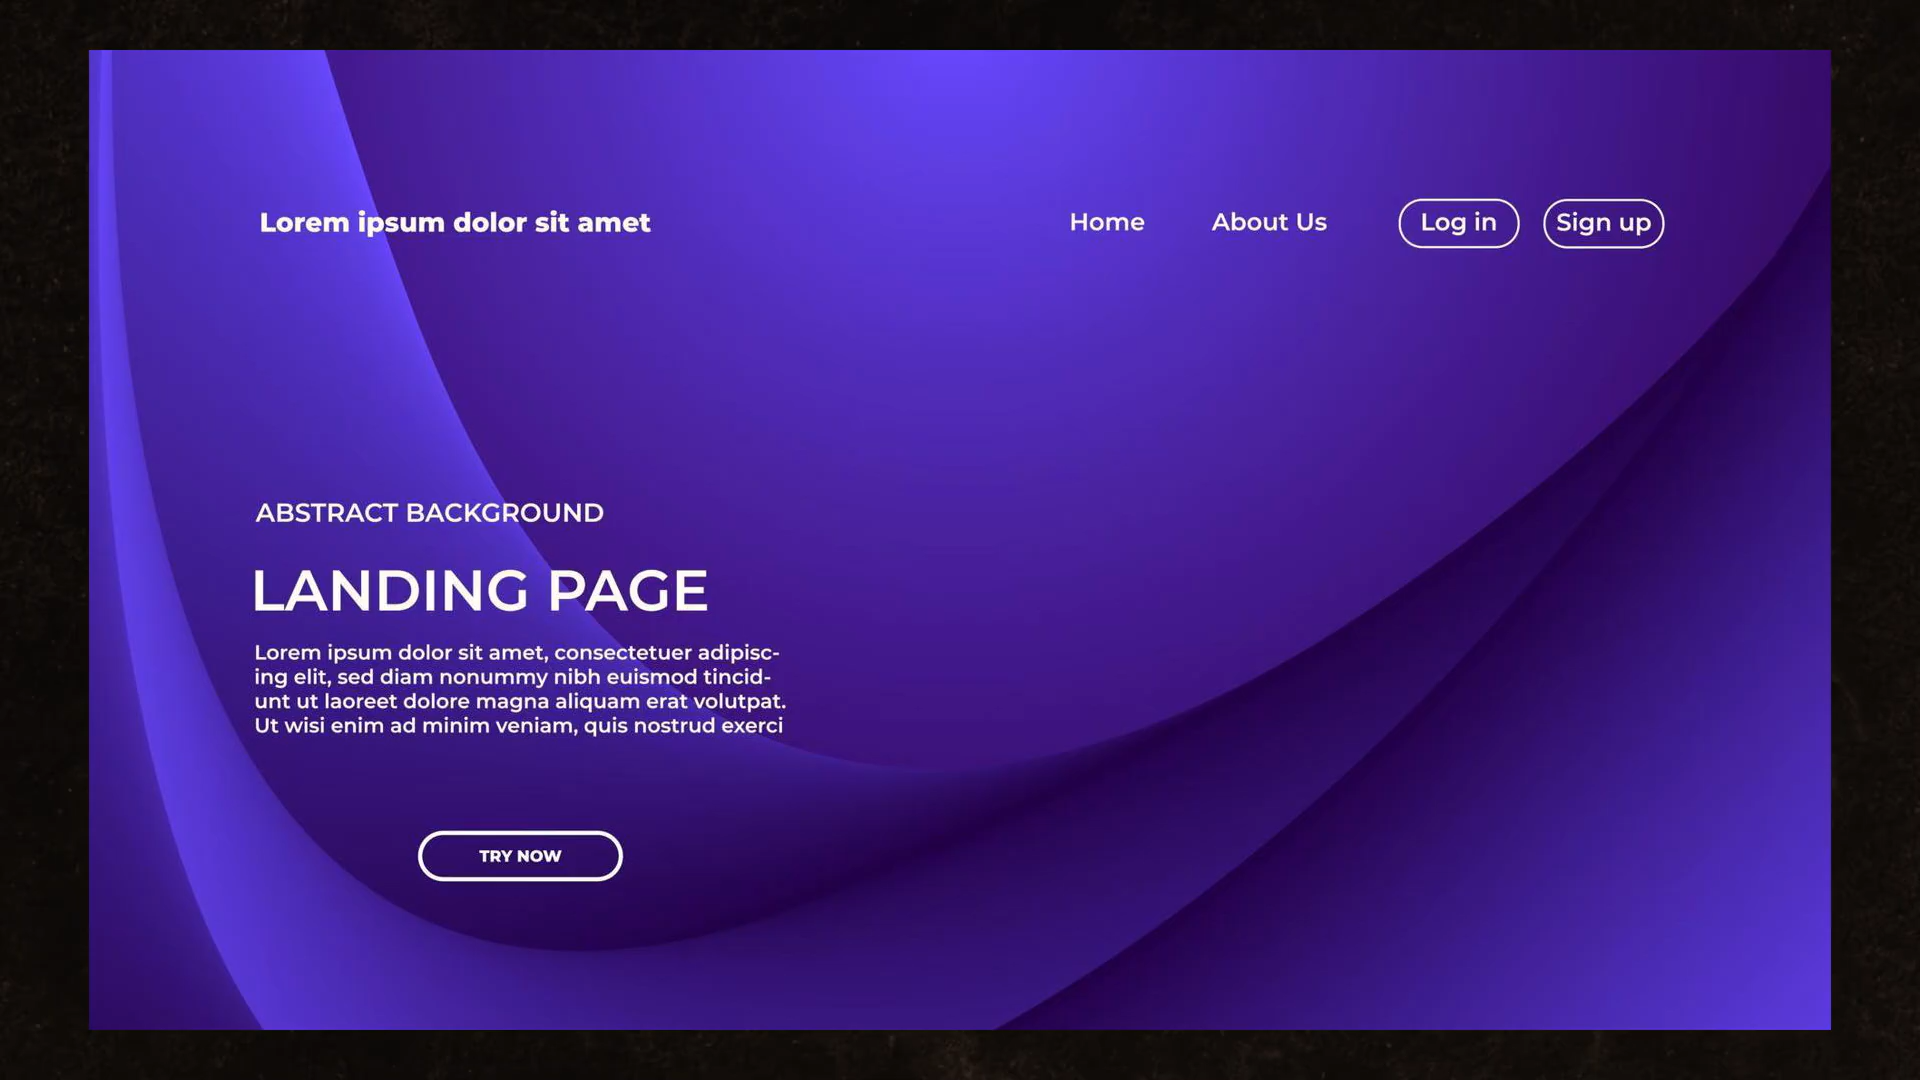 Lorem ipsum dolor sit amet
Home
About Us
Log in
Sign up
ABSTRACT BACKGROUND
LANDING PAGE
Lorem ipsum dolor sit amet, consectetuer adipisc-
ing elit, sed diam nonummy nibh euismod tincid-
unt ut laoreet dolore magna aliquam erat volutpat.
Ut wisi enim ad minim veniam, quis nostrud exerci
TRY NOW